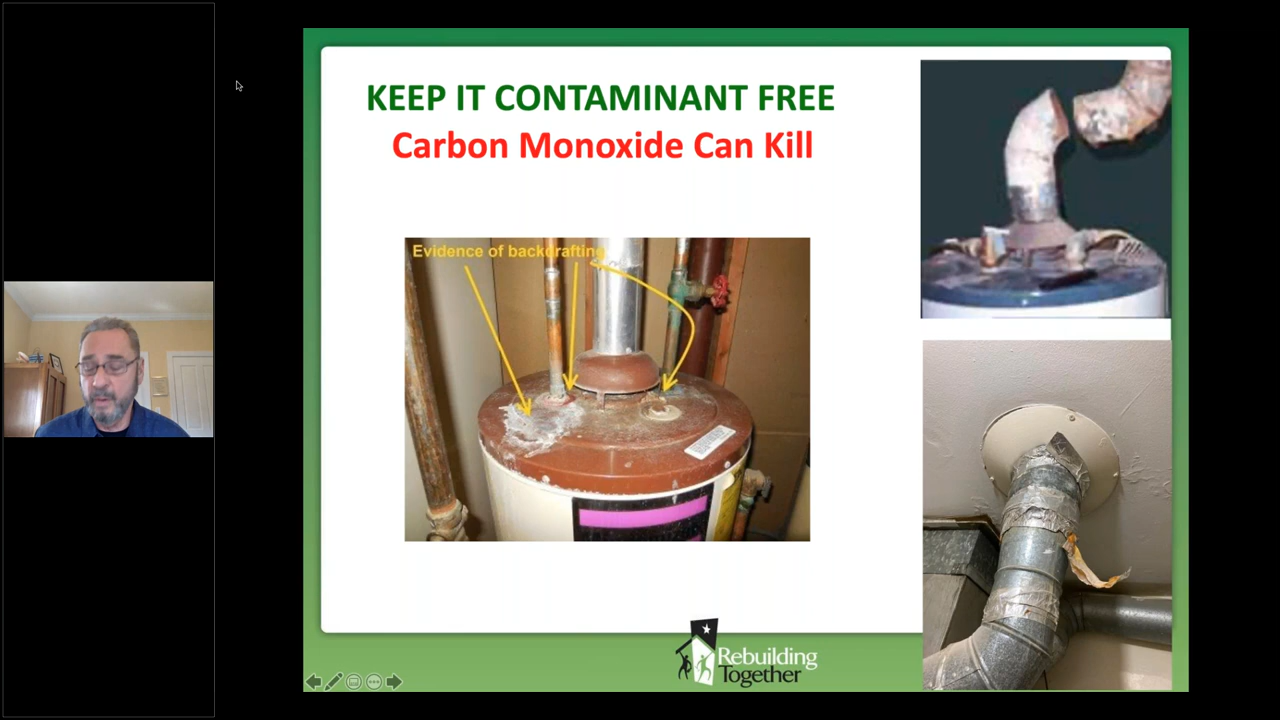 KEEP IT CONTAMINANT FREE
Carbon Monoxide Can Kill
Evidence of backdrafting
Rebuilding
Together